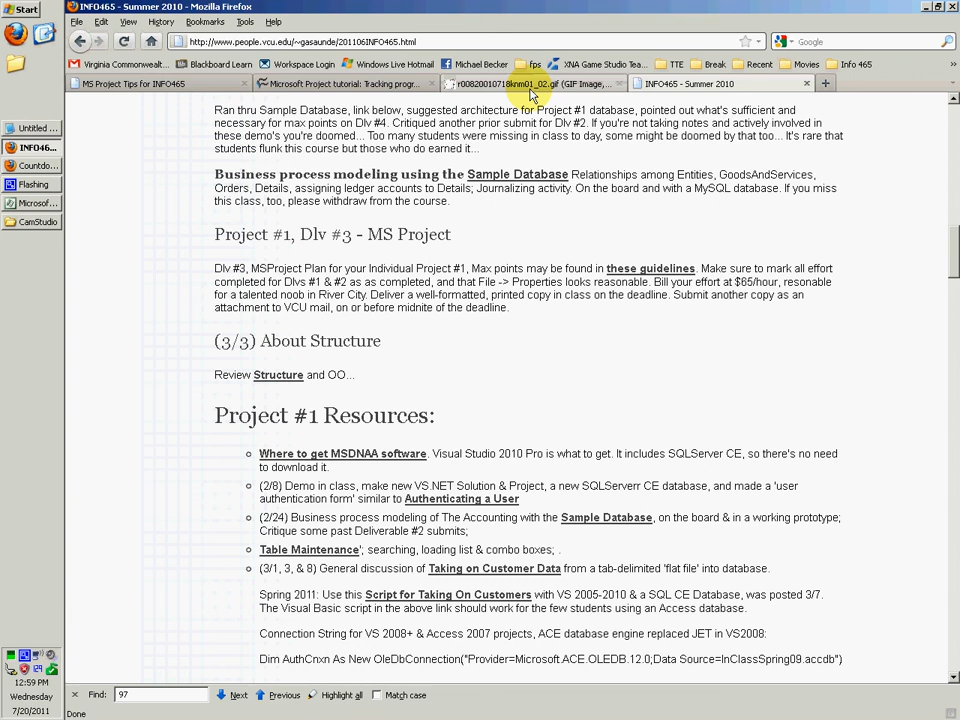 Start
INFO465 - Summer 2010 - Mozilla Firefox
File Edit View History Bookmarks Tools Help
http://www.people.vcu.edu/~gasaunde/201106INFO465.html
Google
Virginia Commonwealt... Blackboard Learn Workspace Login Windows Live Hotmail Michael Becker fps XNA Game Studio Tea... TTE Break Recent Movies Info 465 »
MS Project Tips for INFO465
Microsoft Project tutorial: Tracking prog...
r008200107​18knm01_02.gif (GIF Image,...
INFO465 - Summer 2010
Ran thru Sample Database, link below, suggested architecture for Project #1 database, pointed out what's sufficient and
necessary for max points on Dlv #4. Critiqued another prior submit for Dlv #2. If you're not taking notes and actively involved in
these demo's you're doomed... Too many students were missing in class to day, some might be doomed by that too... It's rare that
students flunk this course but those who do earned it...
Business process modeling using the Sample Database Relationships among Entities, GoodsAndServices,
Orders, Details, assigning ledger accounts to Details; Journalizing activity. On the board and with a MySQL database. If you miss
this class, too, please withdraw from the course.
Project #1, Dlv #3 - MS Project
Dlv #3, MSProject Plan for your Individual Project #1, Max points may be found in these guidelines. Make sure to mark all effort
completed for Dlvs #1 & #2 as as completed, and that File -> Properties looks reasonable. Bill your effort at $65/hour, resonable
for a talented noob in River City. Deliver a well-formatted, printed copy in class on the deadline. Submit another copy as an
attachment to VCU mail, on or before midnite of the deadline.
(3/3) About Structure
Review Structure and OO...
Project #1 Resources:
Where to get MSDNAA software. Visual Studio 2010 Pro is what to get. It includes SQLServer CE, so there's no need
to download it.
(2/8) Demo in class, make new VS.NET Solution & Project, a new SQLServerr CE database, and made a 'user
authentication form' similar to Authenticating a User
(2/24) Business process modeling of The Accounting with the Sample Database, on the board & in a working prototype;
Critique some past Deliverable #2 submits;
Table Maintenance'; searching, loading list & combo boxes; .
(3/1, 3, & 8) General discussion of Taking on Customer Data from a tab-delimited 'flat file' into database.
Spring 2011: Use this Script for Taking On Customers with VS 2005-2010 & a SQL CE Database, was posted 3/7.
The Visual Basic script in the above link should work for the few students using an Access database.
Connection String for VS 2008+ & Access 2007 projects, ACE database engine replaced JET in VS2008:
Dim AuthCnxn As New OleDbConnection("Provider=Microsoft.ACE.OLEDB.12.0;Data Source=InClassSpring09.accdb")
Untitled ...
INFO46...
Countdo...
Flashing
Microsof...
CamStudio
12:59 PM
Wednesday
7/20/2011
Find: 97 Next Previous Highlight all Match case
Done